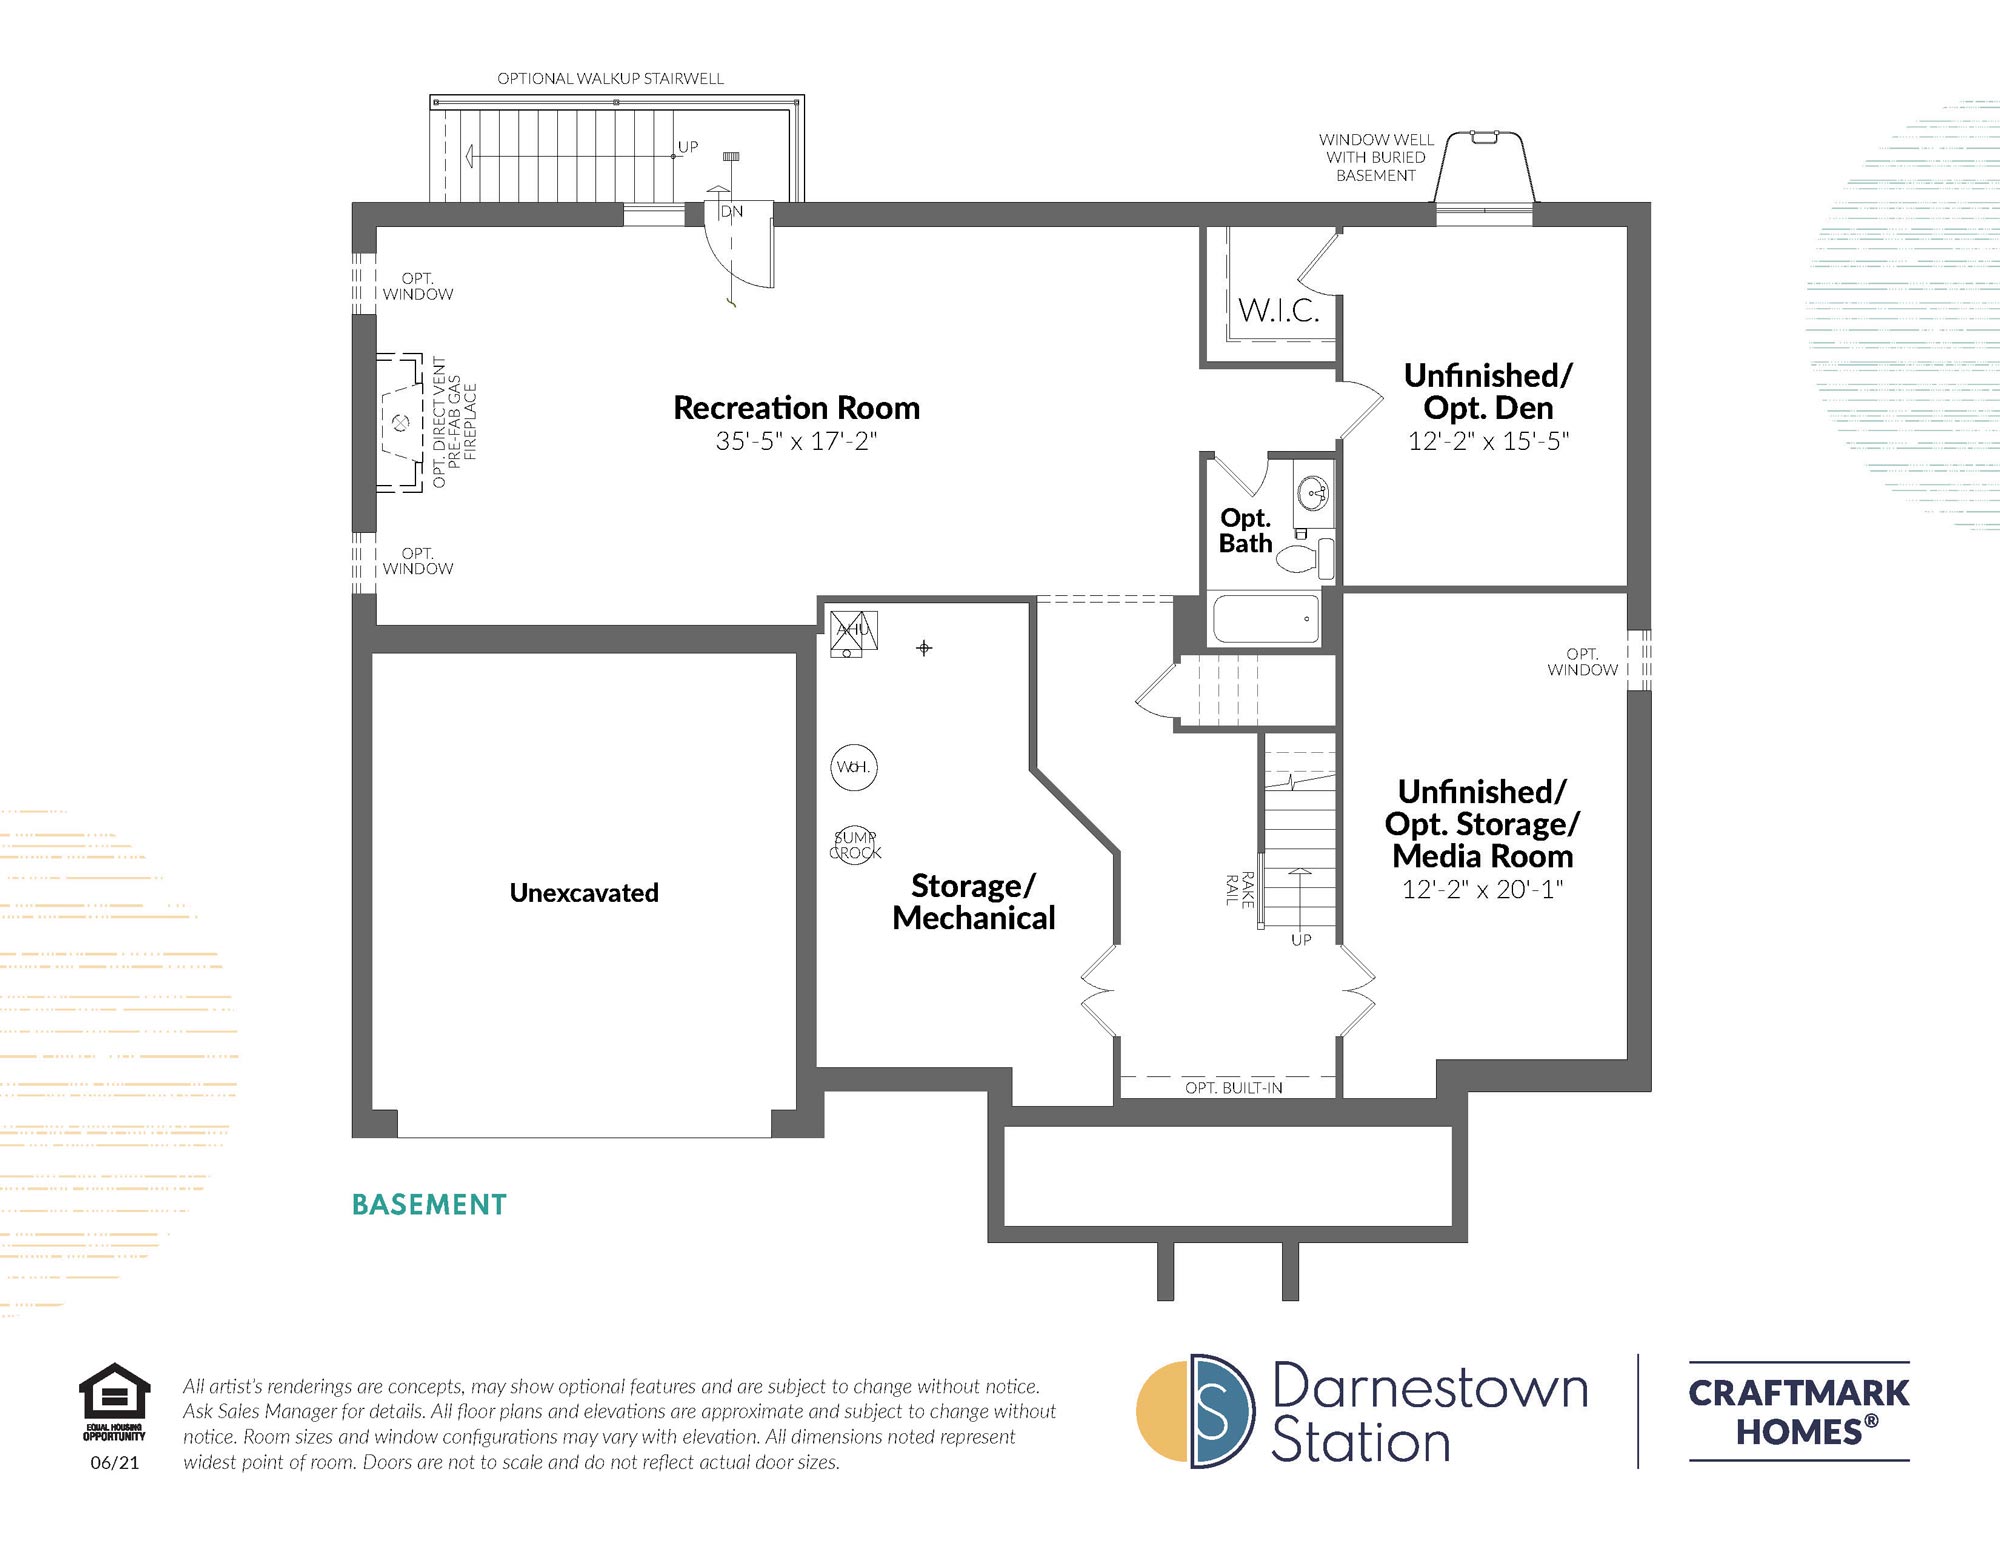 OPTIONAL WALKUP STAIRWELL
UP
DN
WINDOW WELL
WITH BURIED
BASEMENT
OPT.
WINDOW
W.I.C.
OPT. DIRECT VENT
PRE-FAB GAS
FIREPLACE
Recreation Room
35'-5" x 17'-2"
Unfinished/
Opt. Den
12'-2" x 15'-5"
OPT.
WINDOW
Opt.
Bath
AHU
OPT.
WINDOW
W.H.
SUMP
CROCK
Unexcavated
Storage/
Mechanical
RAKE
RAIL
UP
Unfinished/
Opt. Storage/
Media Room
12'-2" x 20'-1"
OPT. BUILT-IN
BASEMENT
EQUAL HOUSING
OPPORTUNITY
06/21
All artist's renderings are concepts, may show optional features and are subject to change without notice.
Ask Sales Manager for details. All floor plans and elevations are approximate and subject to change without
notice. Room sizes and window configurations may vary with elevation. All dimensions noted represent
widest point of room. Doors are not to scale and do not reflect actual door sizes.
DS
Darnestown
Station
CRAFTMARK
HOMES®